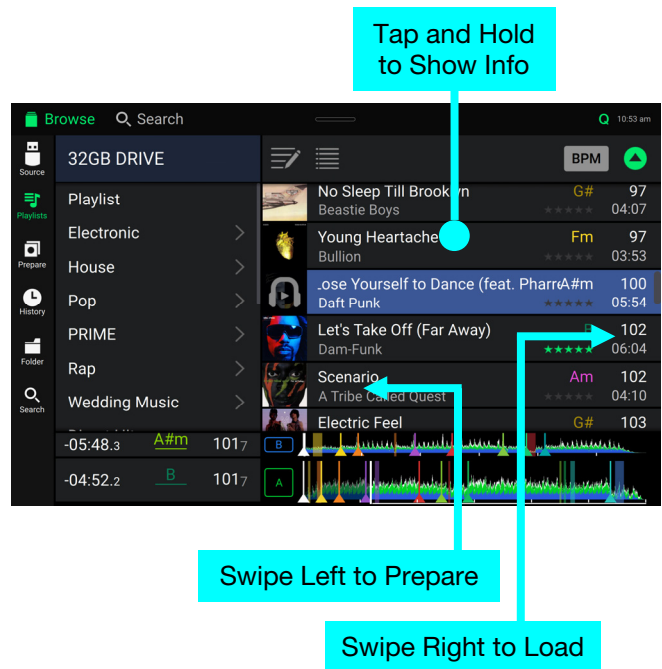 Tap and Hold
to Show Info
Browse
Search
Q
10:53 am
Source
32GB DRIVE
BPM
Playlists
Playlist
Electronic
House
Pop
PRIME
Rap
Wedding Music
Prepare
History
Folder
Search
No Sleep Till Brooklyn G# 97
Beastie Boys 04:07
Young Heartache Fm 97
Bullion 03:53
ose Yourself to Dance (feat. Pharre A#m 100
Daft Punk 05:54
Let's Take Off (Far Away) B 102
Dam-Funk 06:04
Scenario Am 102
A Tribe Called Quest 04:10
Electric Feel G# 103
-05:48.3 A#m 1017 B
-04:52.2 B 1017 A
Swipe Left to Prepare
Swipe Right to Load